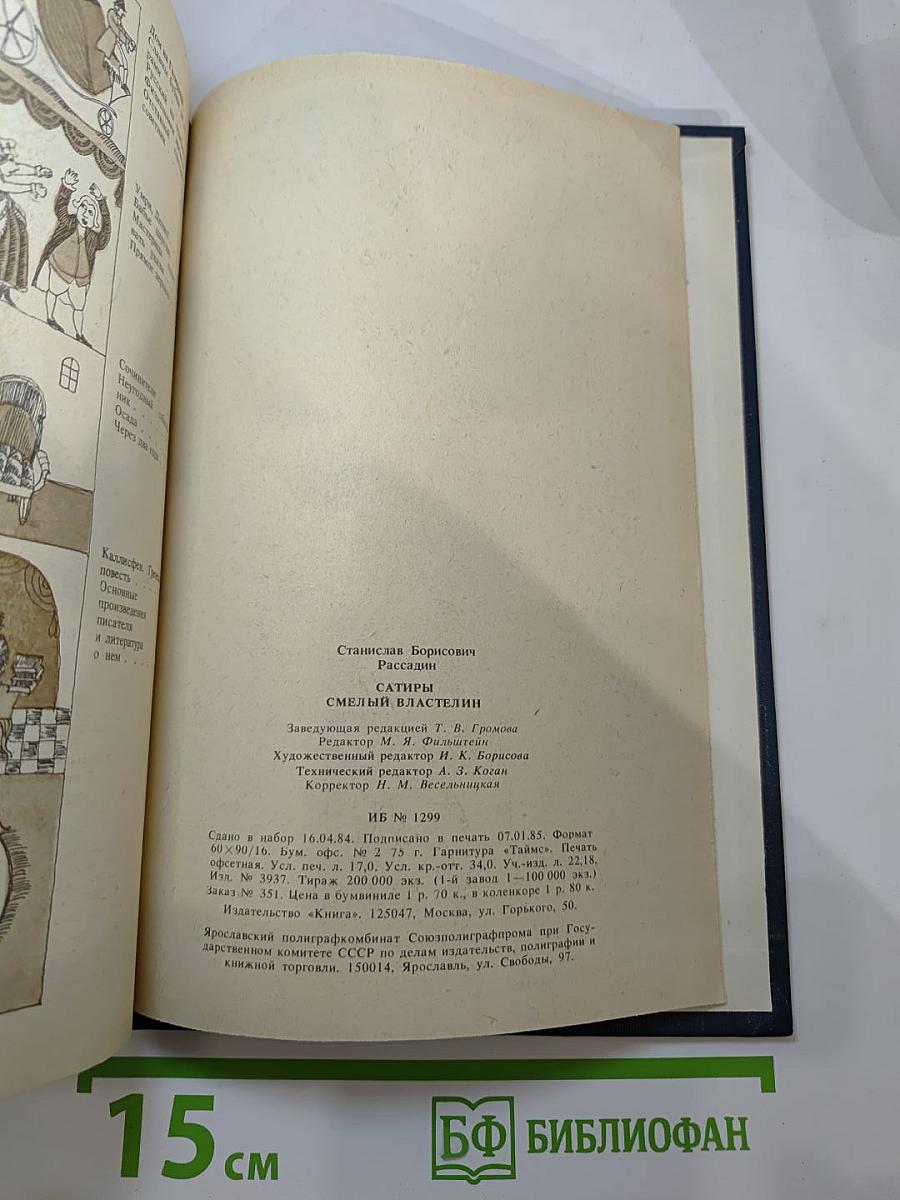 Сочинители
Неугодный
ник . . .
Осада . .
Через два года .
Каллисфен.
повесть . . .
Основные
произведения
писателя
и литература
о нем . . . .
Станислав Борисович
Рассадин
САТИРЫ
СМЕЛЫЙ ВЛАСТЕЛИН
Заведующая редакцией Т. В. Громова
Редактор М. Я. Фильштейн
Художественный редактор И. К. Борисова
Технический редактор А. З. Коган
Корректор Н. М. Весельницкая
ИБ № 1299
Сдано в набор 16.04.84. Подписано в печать 07.01.85. Формат
60×90/16. Бум. офс. № 2 75 г. Гарнитура «Таймс». Печать
офсетная. Усл. печ. л. 17,0. Усл. кр.-отт. 34,0. Уч.-изд. л. 22,18.
Изд. № 3937. Тираж 200 000 экз. (1-й завод 1—100 000 экз.)
Заказ № 351. Цена в бумвиниле 1 р. 70 к., в коленкоре 1 р. 80 к.
Издательство «Книга», 125047, Москва, ул. Горького, 50.
Ярославский полиграфкомбинат Союзполиграфпрома при Госу-
дарственном комитете СССР по делам издательств, полиграфии и
книжной торговли. 150014, Ярославль, ул. Свободы, 97.
15 см
БФ БИБЛИОФАН